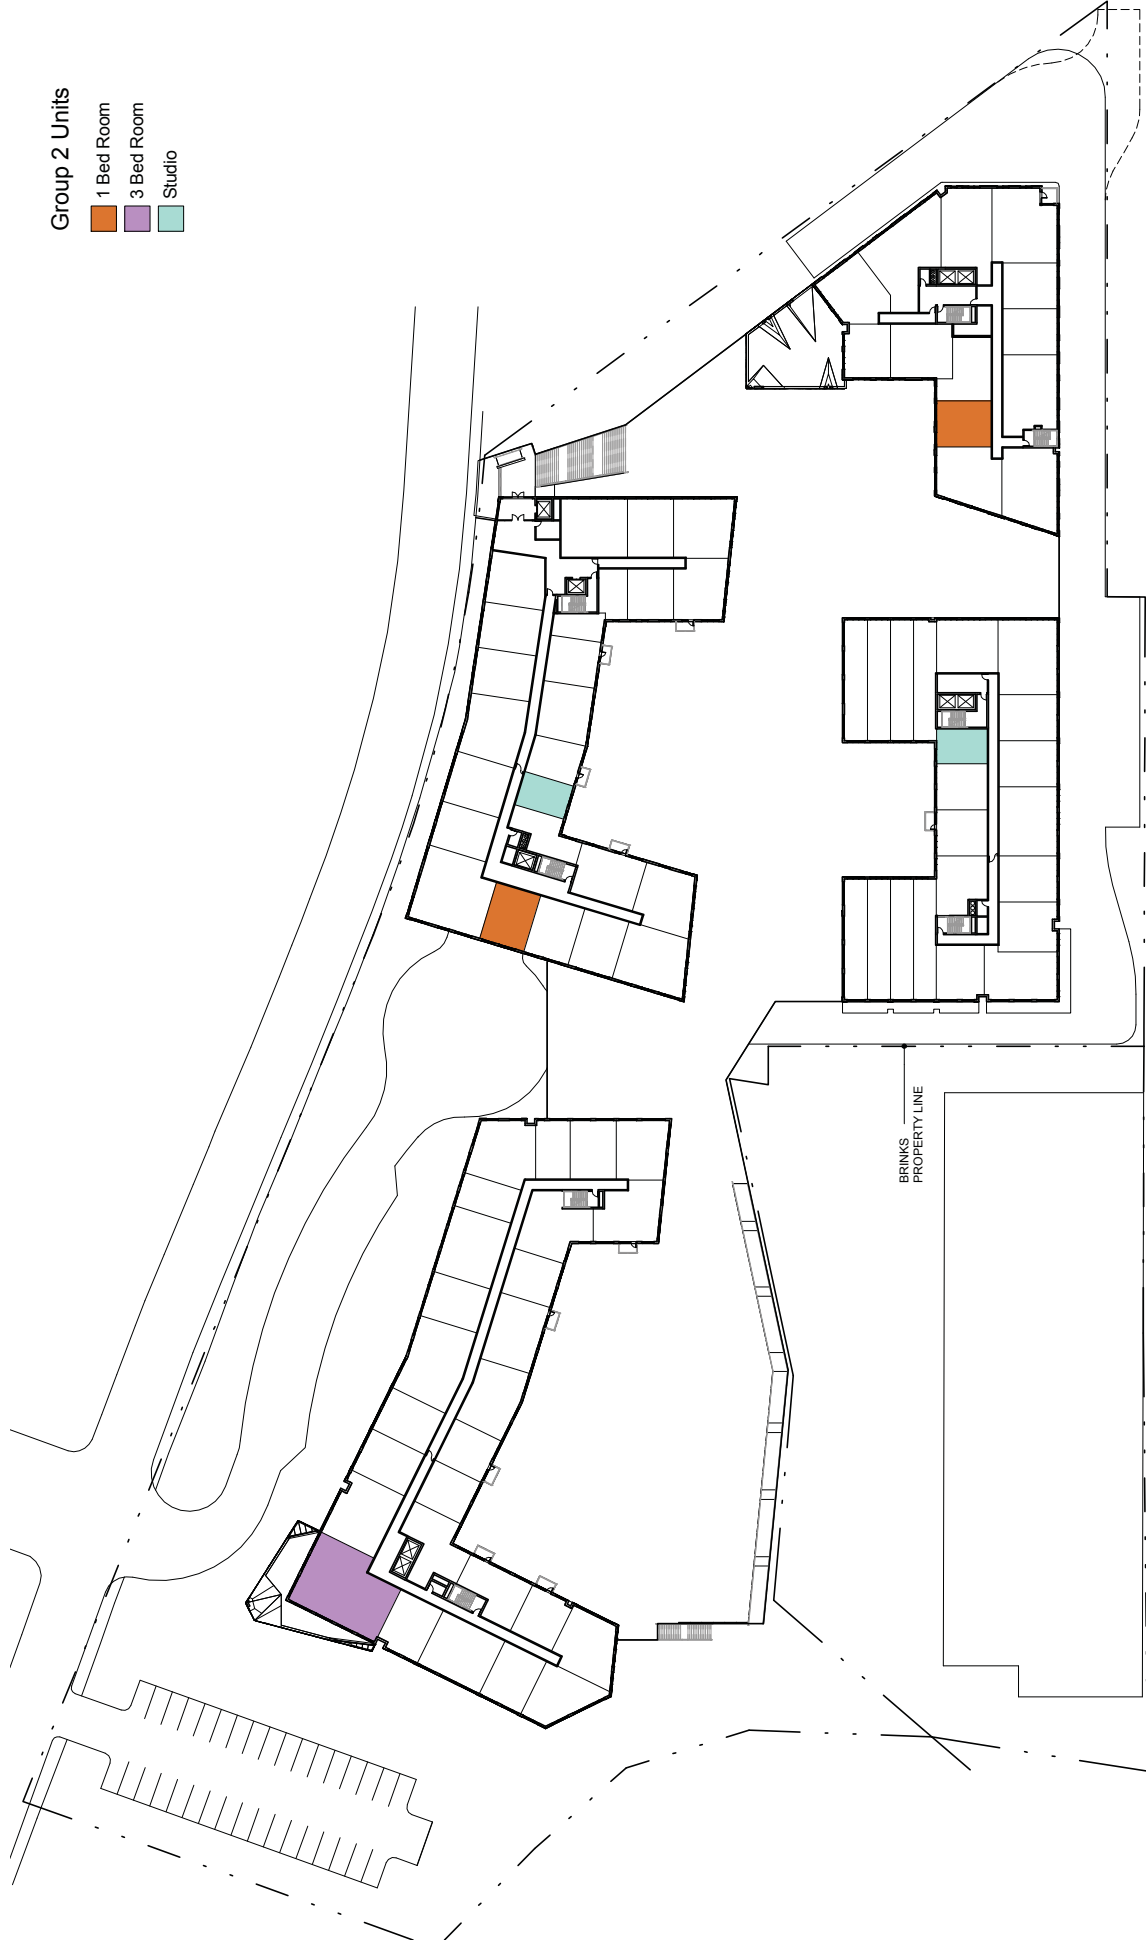 Group 2 Units
1 Bed Room
3 Bed Room
Studio
BRINKS
PROPERTY LINE